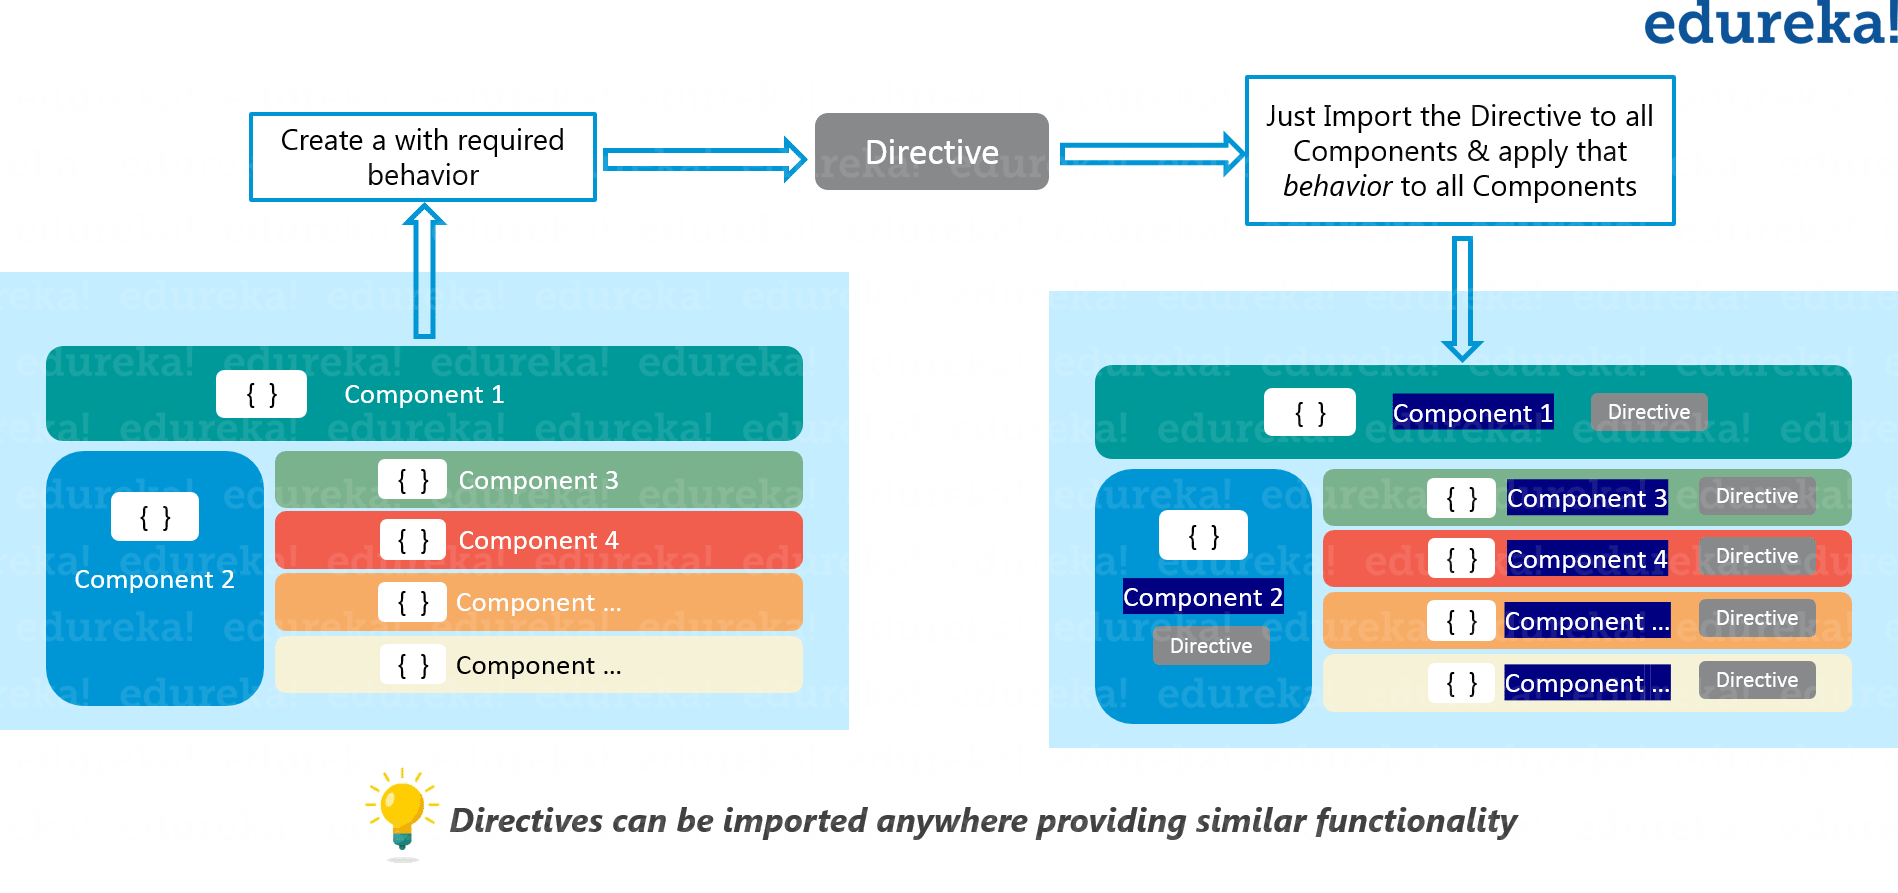 edureka!
Create a with required
behavior
Directive
Just Import the Directive to all
Components & apply that
behavior to all Components
{ } Component 1
{ }
Component 2
{ } Component 3
{ } Component 4
{ } Component ...
{ } Component ...
{ } Component 1 Directive
{ }
Component 2
Directive
{ } Component 3 Directive
{ } Component 4 Directive
{ } Component ... Directive
{ } Component ... Directive
Directives can be imported anywhere providing similar functionality